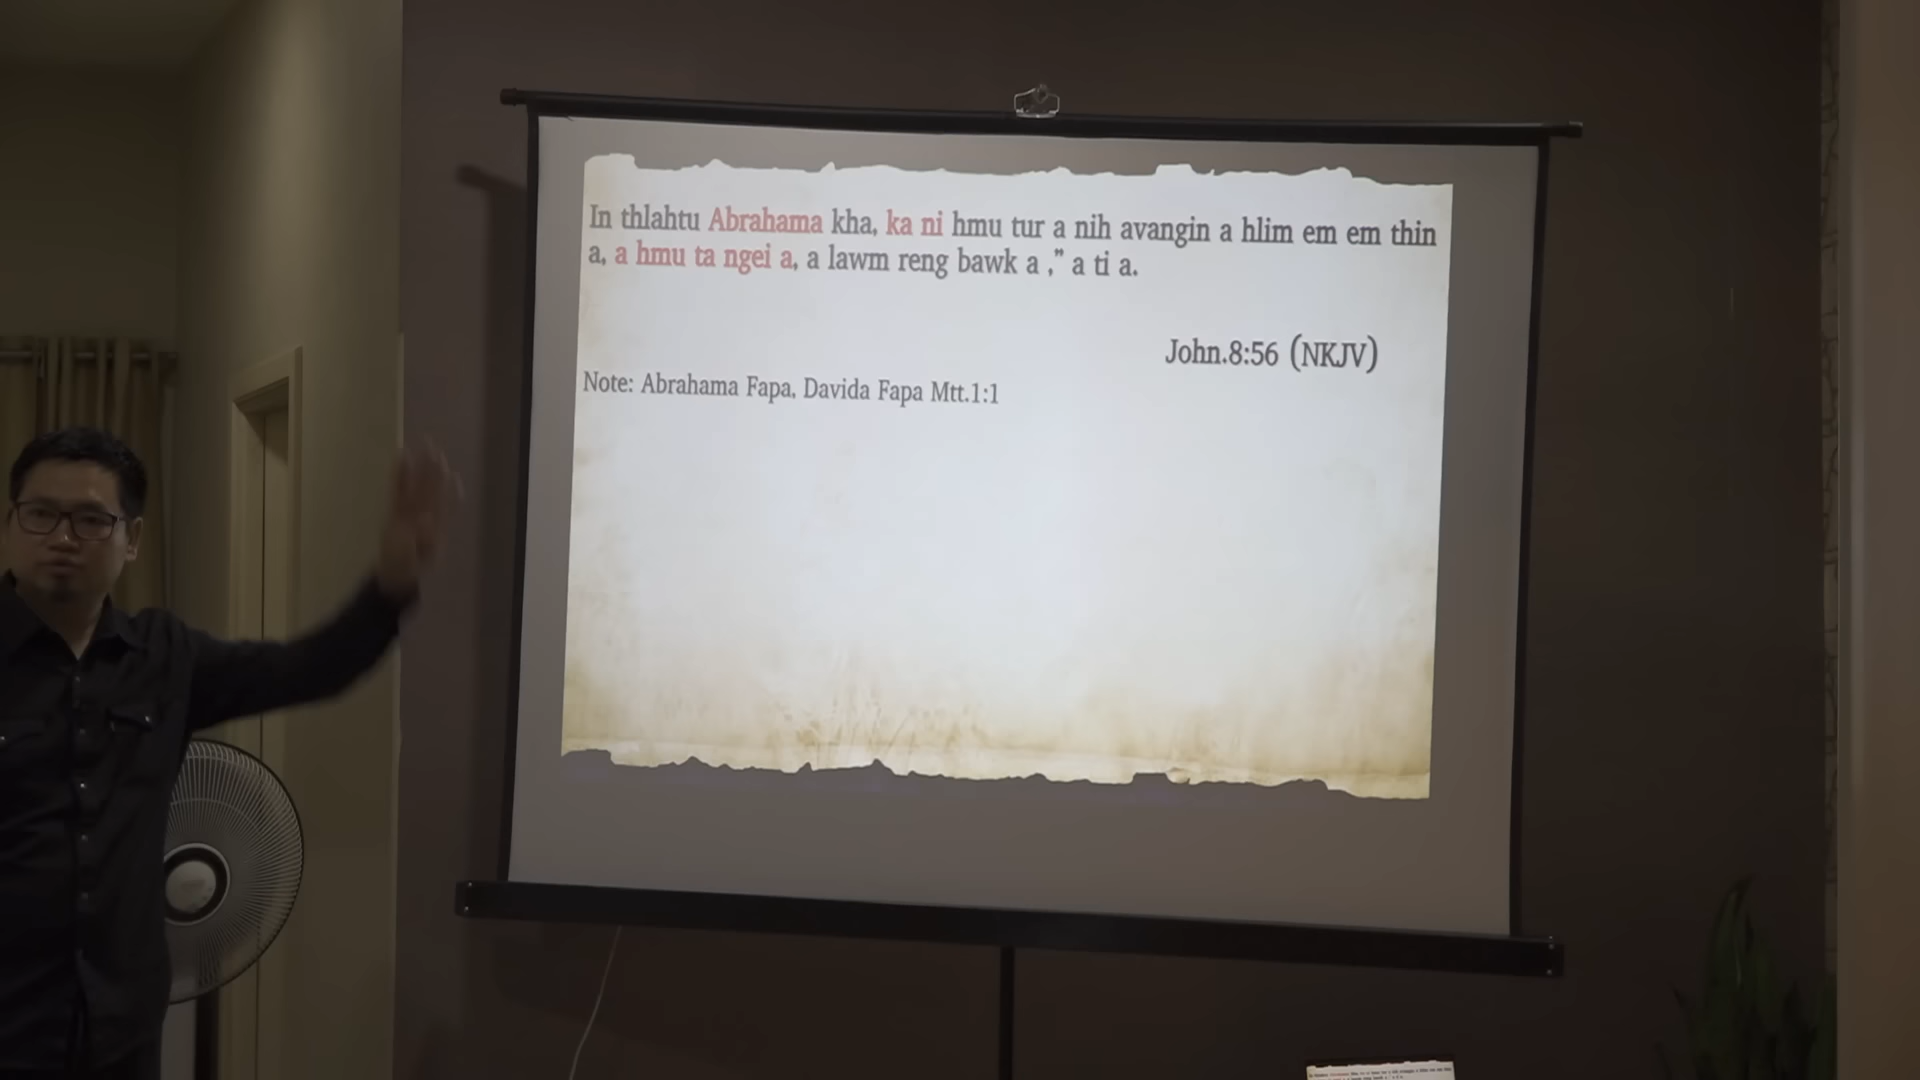 In thlahtu Abrahama kha, ka ni hmu tur a nih avangin a hlim em em thin
a, a hmu ta ngei a, a lawm reng bawk a ,” a ti a.
John.8:56 (NKJV)
Note: Abrahama Fapa, Davida Fapa Mtt.1:1